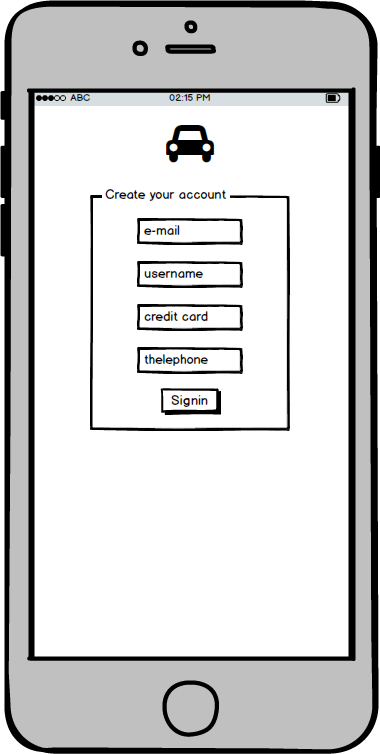 ABC 02:15 PM
Create your account
e-mail
username
credit card
thelephone
Signin